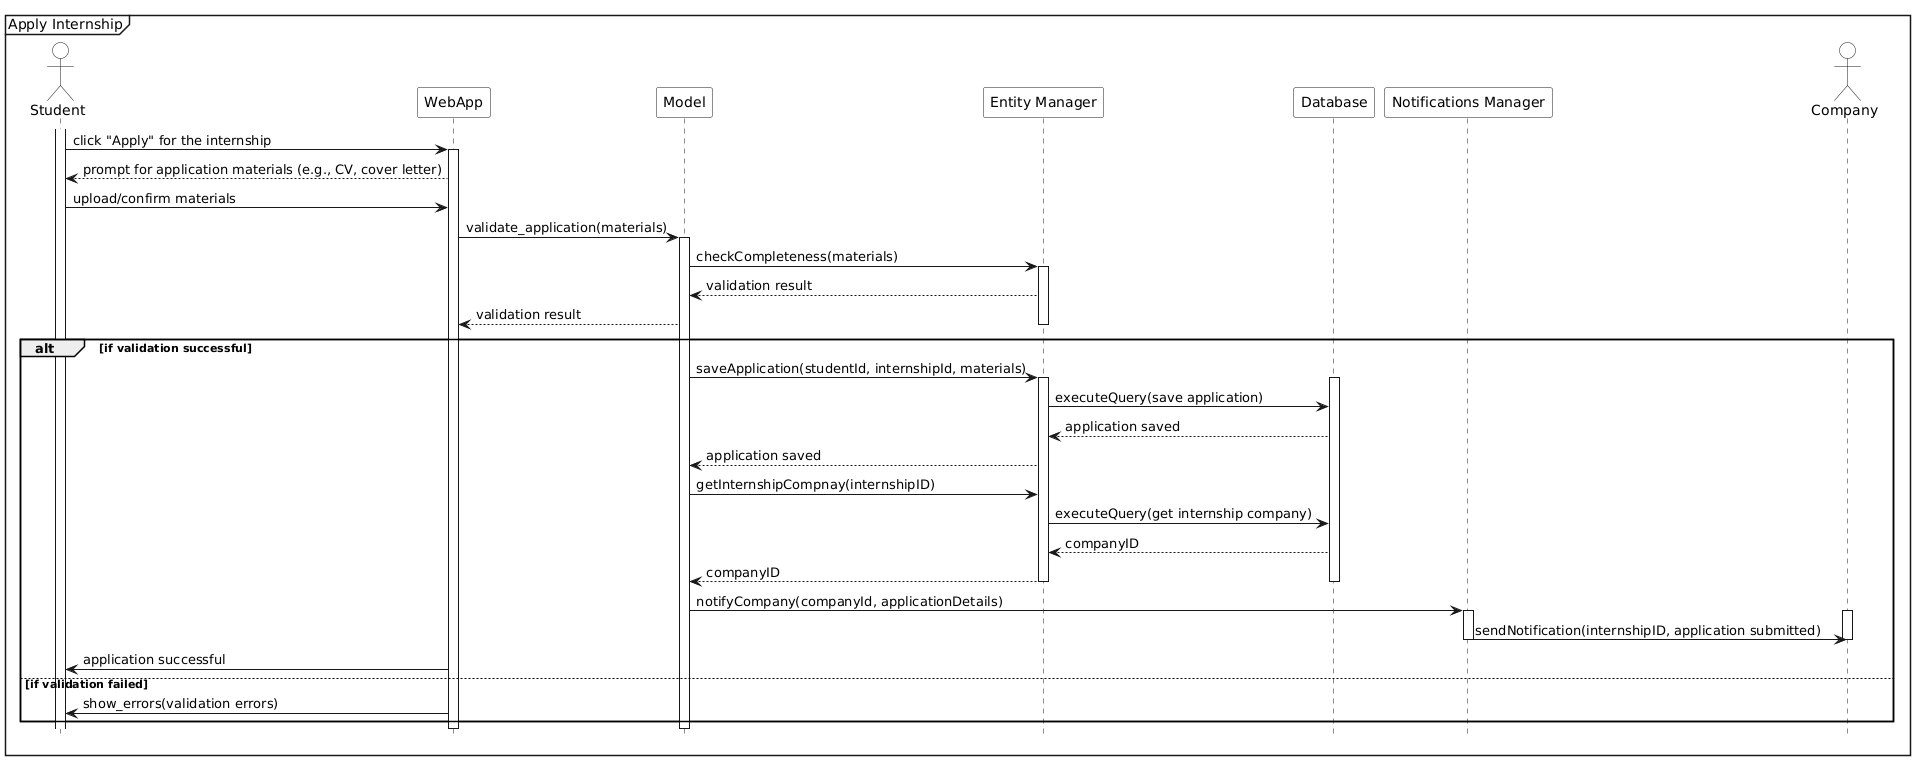 Apply Internship
Student
WebApp
Model
Entity Manager
Database
Notifications Manager
Company
click "Apply" for the internship
prompt for application materials (e.g., CV, cover letter)
upload/confirm materials
validate_application(materials)
checkCompleteness(materials)
validation result
validation result
alt
[if validation successful]
saveApplication(studentId, internshipId, materials)
executeQuery(save application)
application saved
application saved
getInternshipCompnay(internshipID)
executeQuery(get internship company)
companyID
companyID
notifyCompany(companyId, applicationDetails)
sendNotification(internshipID, application submitted)
application successful
[if validation failed]
show_errors(validation errors)